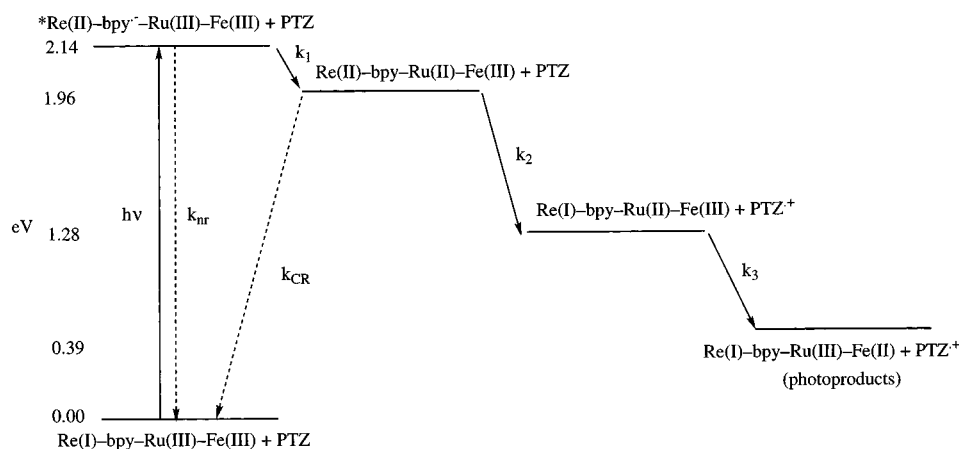 *Re(II)–bpy·⁻–Ru(III)–Fe(III) + PTZ
2.14
k₁
Re(II)–bpy–Ru(II)–Fe(III) + PTZ
1.96
k₂
Re(I)–bpy–Ru(II)–Fe(III) + PTZ·⁺
eV
hν
kₙᵣ
1.28
k₃
k_CR
0.39
Re(I)–bpy–Ru(III)–Fe(II) + PTZ·⁺
(photoproducts)
0.00
Re(I)–bpy–Ru(III)–Fe(III) + PTZ